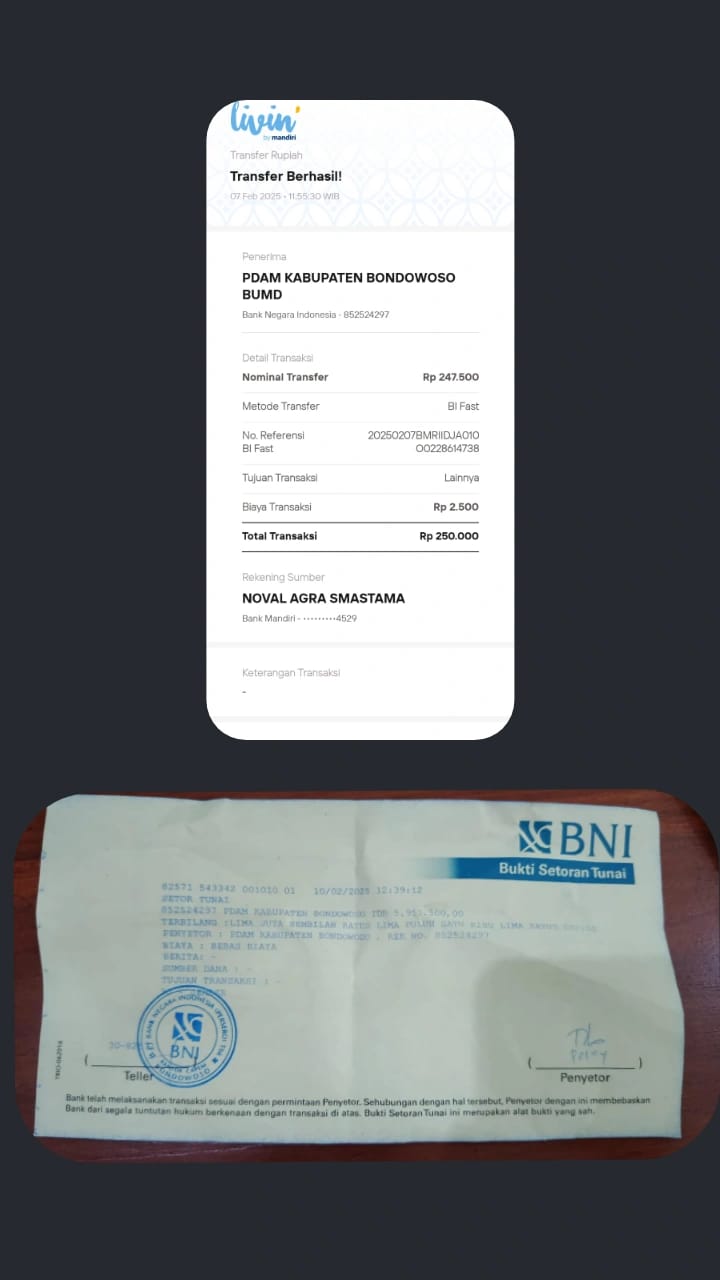 livin'
by mandiri
Transfer Rupiah
Transfer Berhasil!
07 Feb 2025 • 11:55:30 WIB
Penerima
PDAM KABUPATEN BONDOWOSO
BUMD
Bank Negara Indonesia - 852524297
Detail Transaksi
Nominal Transfer Rp 247.500
Metode Transfer BI Fast
No. Referensi 20250207BMRIIDJA010
BI Fast O0228614738
Tujuan Transaksi Lainnya
Biaya Transaksi Rp 2.500
Total Transaksi Rp 250.000
Rekening Sumber
NOVAL AGRA SMASTAMA
Bank Mandiri - •••••••••4529
Keterangan Transaksi
-
BNI
Bukti Setoran Tunai
82571 543342 001010 01 10/02/2025 12:39:12
SETOR TUNAI
852524297 PDAM KABUPATEN BONDOWOSO IDR 5,951,500,00
TERBILANG :LIMA JUTA SEMBILAN RATUS LIMA PULUH SATU RIBU LIMA RATUS
PENYETOR : PDAM KABUPATEN BONDOWOSO , REK NO. 852524297
BIAYA : BEBAS BIAYA
BERITA: -
SUMBER DANA : -
TUJUAN TRANSAKSI : -
PT BANK NEGARA INDONESIA (PERSERO) Tbk
BNI
BONDOWOSO
( )
Teller
( )
Penyetor
TRO-062014
Bank telah melaksanakan transaksi sesuai dengan permintaan Penyetor. Sehubungan dengan hal tersebut, Penyetor dengan ini membebaskan
Bank dari segala tuntutan hukum berkenaan dengan transaksi di atas. Bukti Setoran Tunai ini merupakan alat bukti yang sah.